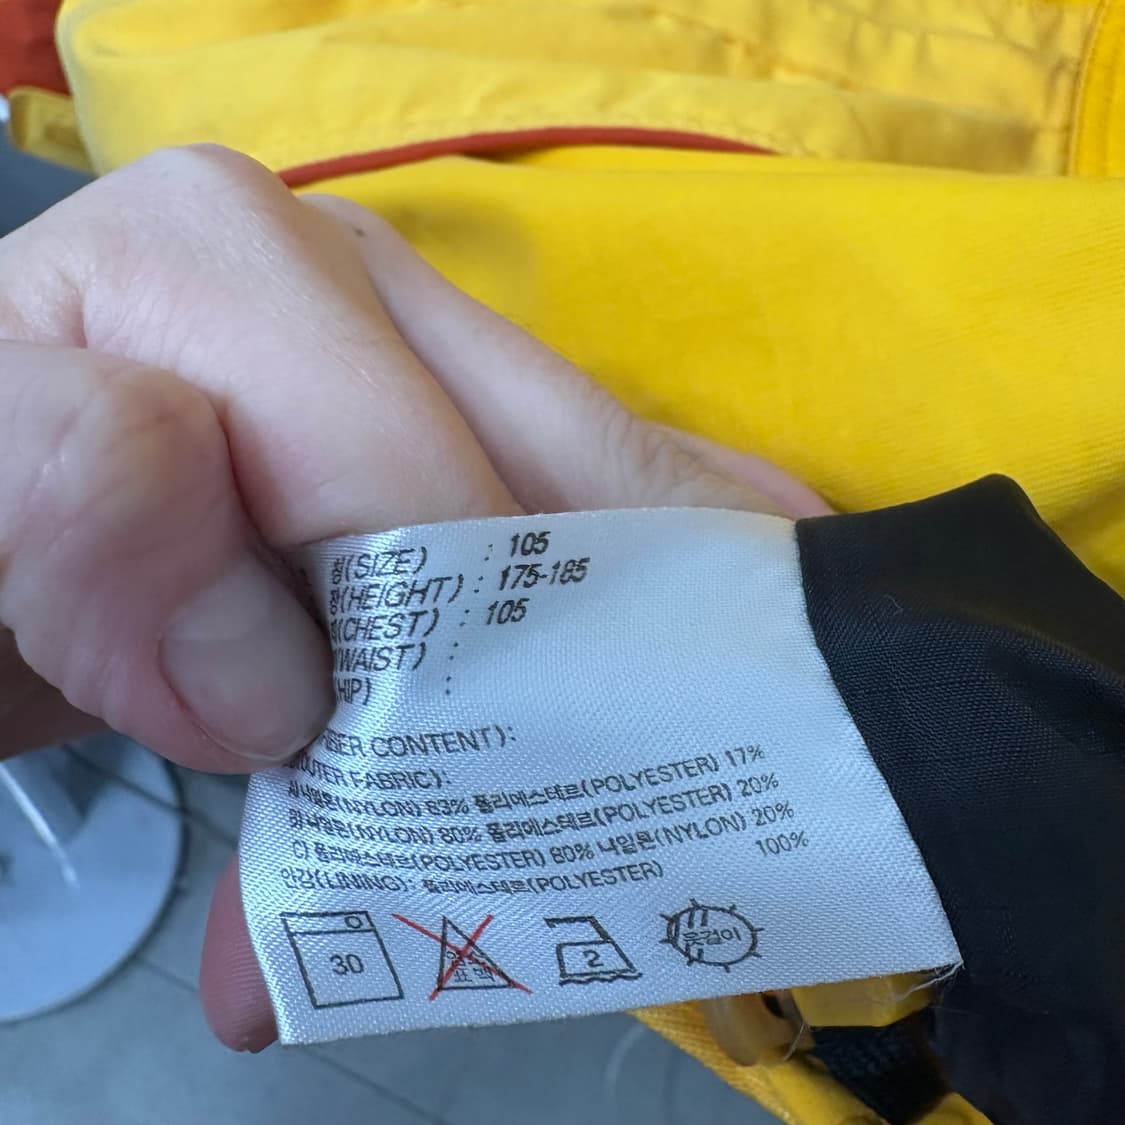 (SIZE) : 105
(HEIGHT) : 175-185
(CHEST) : 105
(WAIST) :
HIP) :
CONTENT):
OUTER FABRIC):
A) 나일론(NYLON) 83% 폴리에스테르(POLYESTER) 17%
B) 나일론(NYLON) 80% 폴리에스테르(POLYESTER) 20%
C) 폴리에스테르(POLYESTER) 80% 나일론(NYLON) 20%
안감(LINING): 폴리에스테르(POLYESTER) 100%
30
2
옷걸이